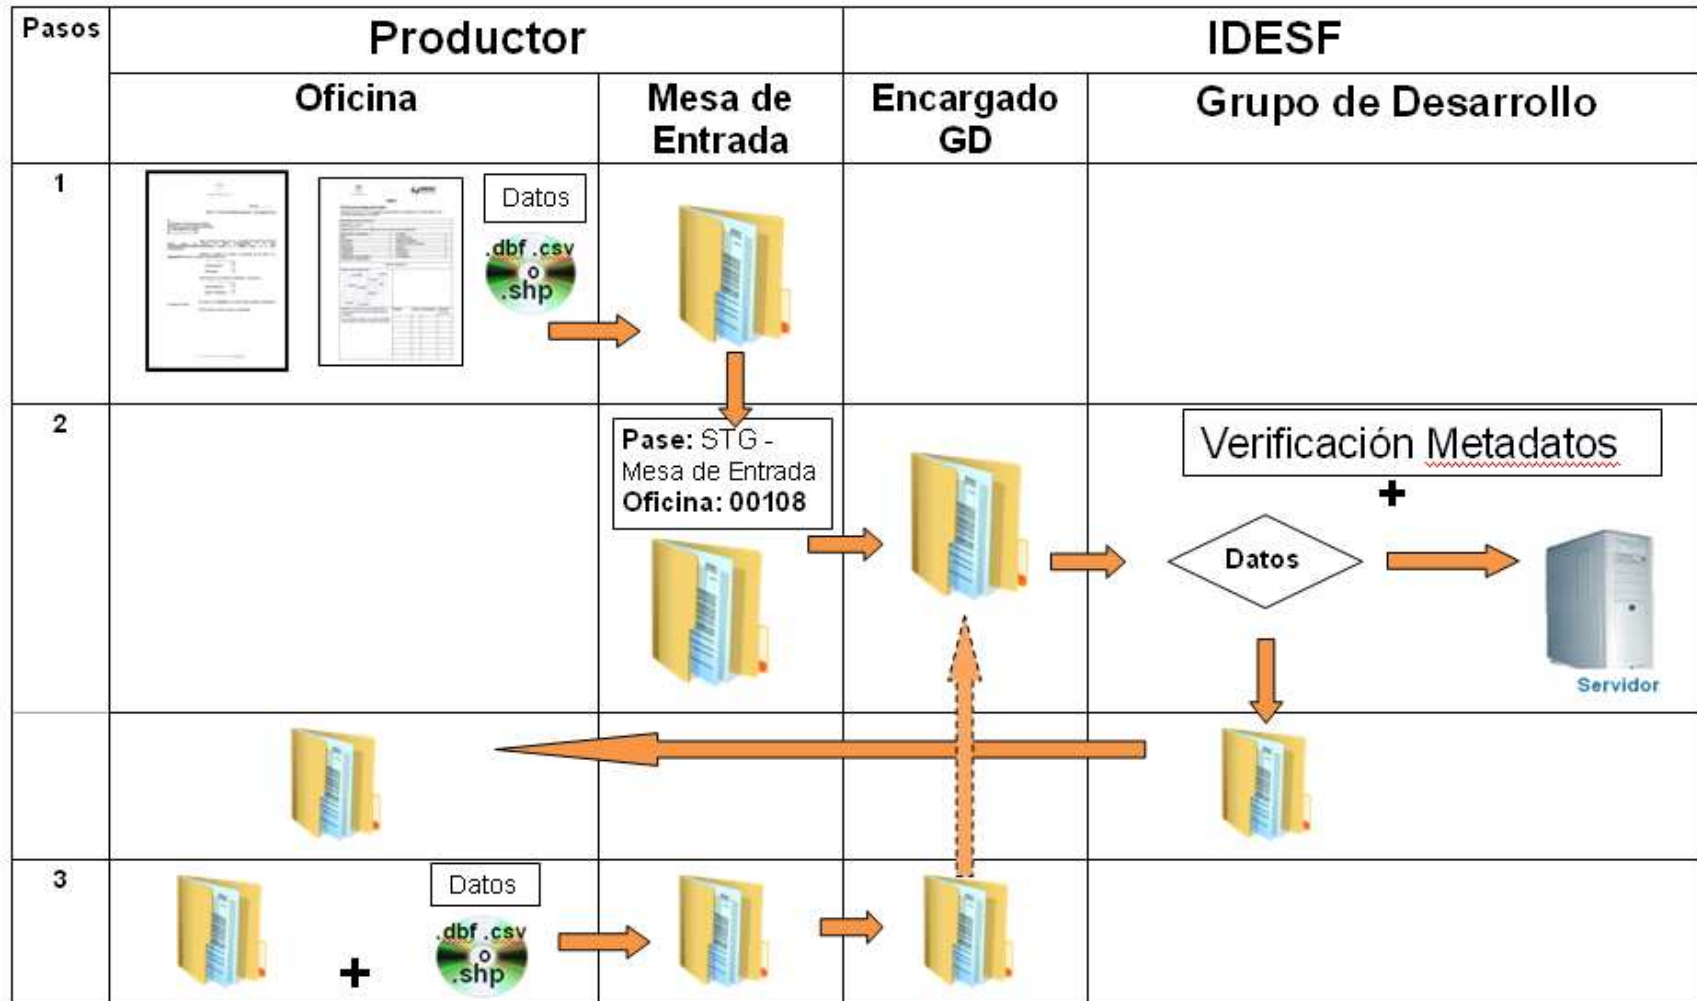 Pasos
Productor
IDESF
Oficina
Mesa de
Entrada
Encargado
GD
Grupo de Desarrollo
1
Datos
.dbf .csv
o
.shp
2
Pase: STG -
Mesa de Entrada
Oficina: 00108
Verificación Metadatos
+
Datos
Servidor
3
+
Datos
.dbf .csv
o
.shp